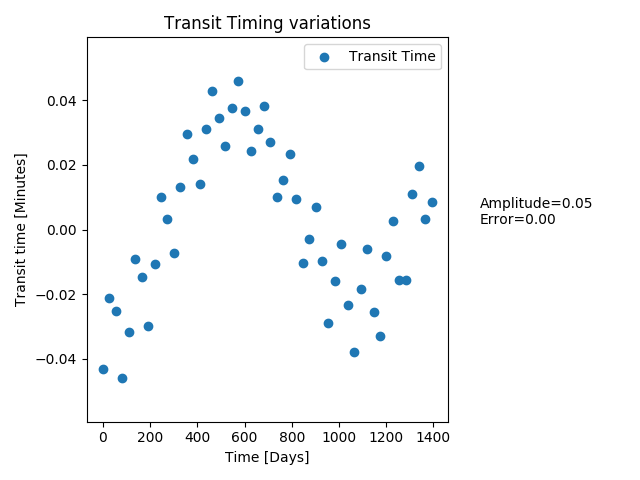 Transit Timing variations
Transit Time
Transit time [Minutes]
0.04
0.02
0.00
−0.02
−0.04
0 200 400 600 800 1000 1200 1400
Time [Days]
Amplitude=0.05
Error=0.00